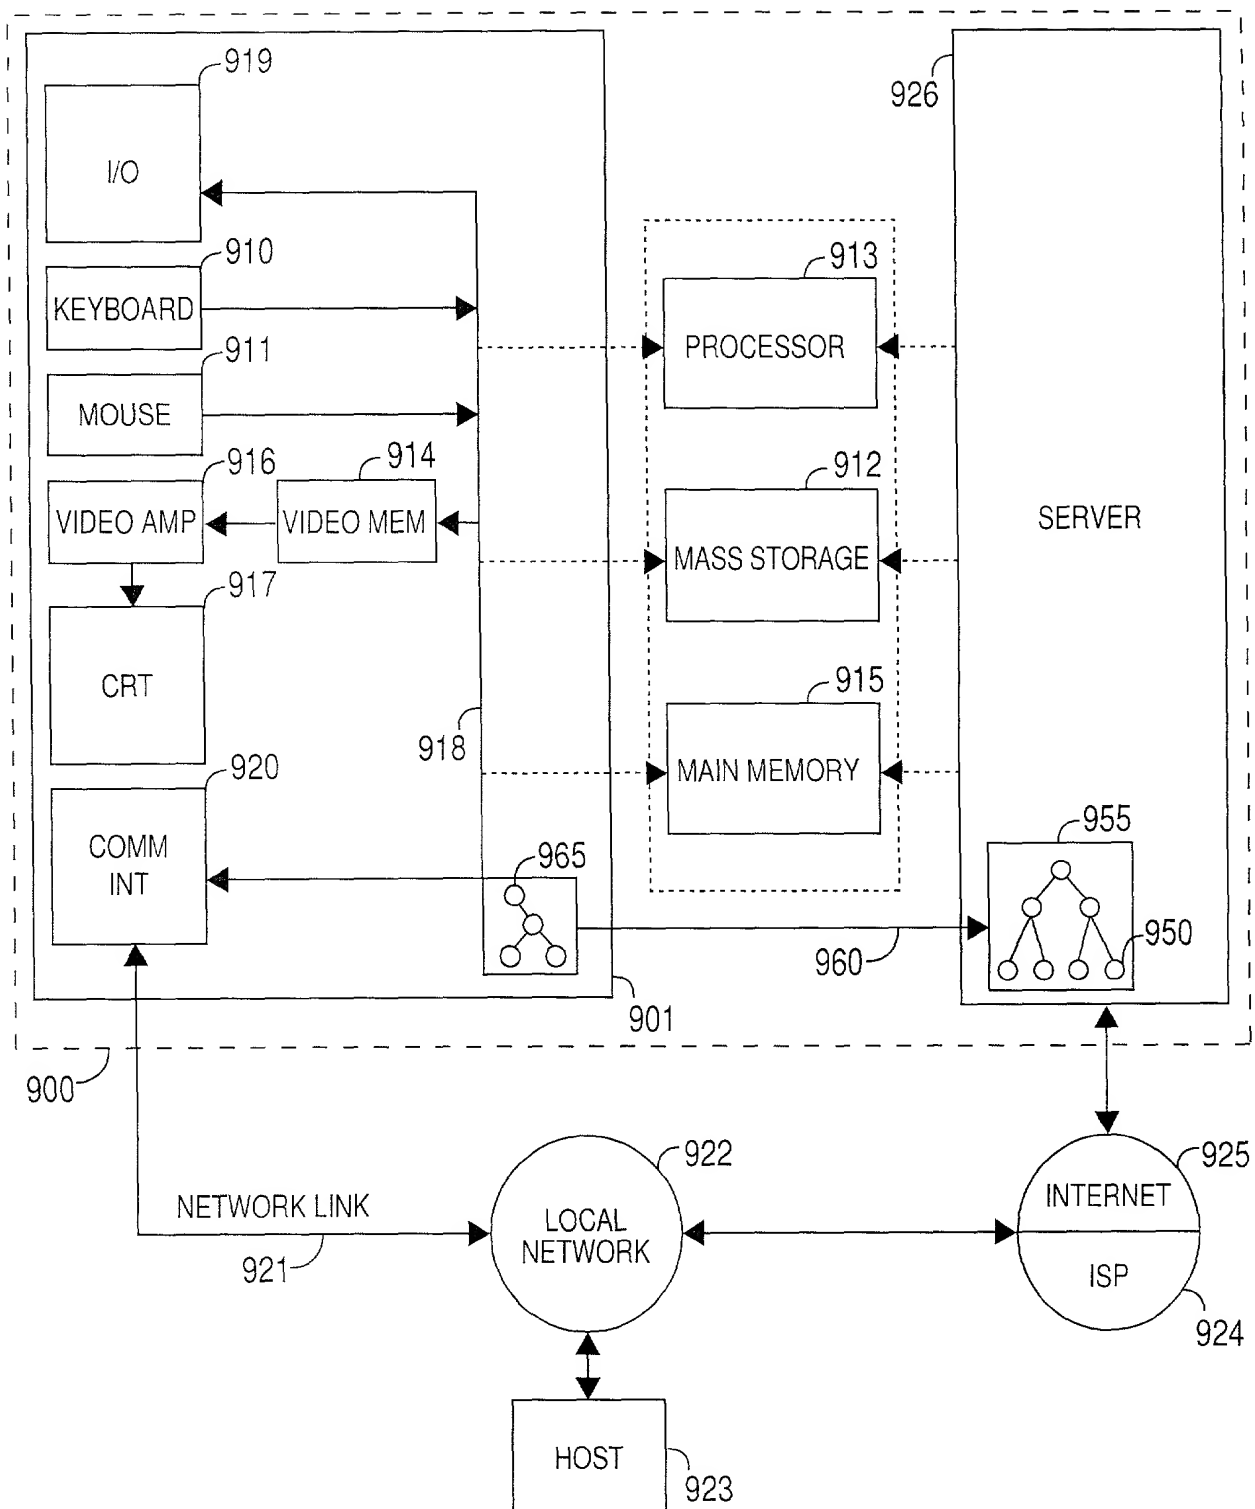 919
I/O
926
910
KEYBOARD
913
PROCESSOR
911
MOUSE
916
VIDEO AMP
914
VIDEO MEM
912
MASS STORAGE
SERVER
917
CRT
918
915
MAIN MEMORY
920
COMM
INT
965
955
950
960
901
900
NETWORK LINK
921
922
LOCAL
NETWORK
925
INTERNET
ISP
924
HOST
923